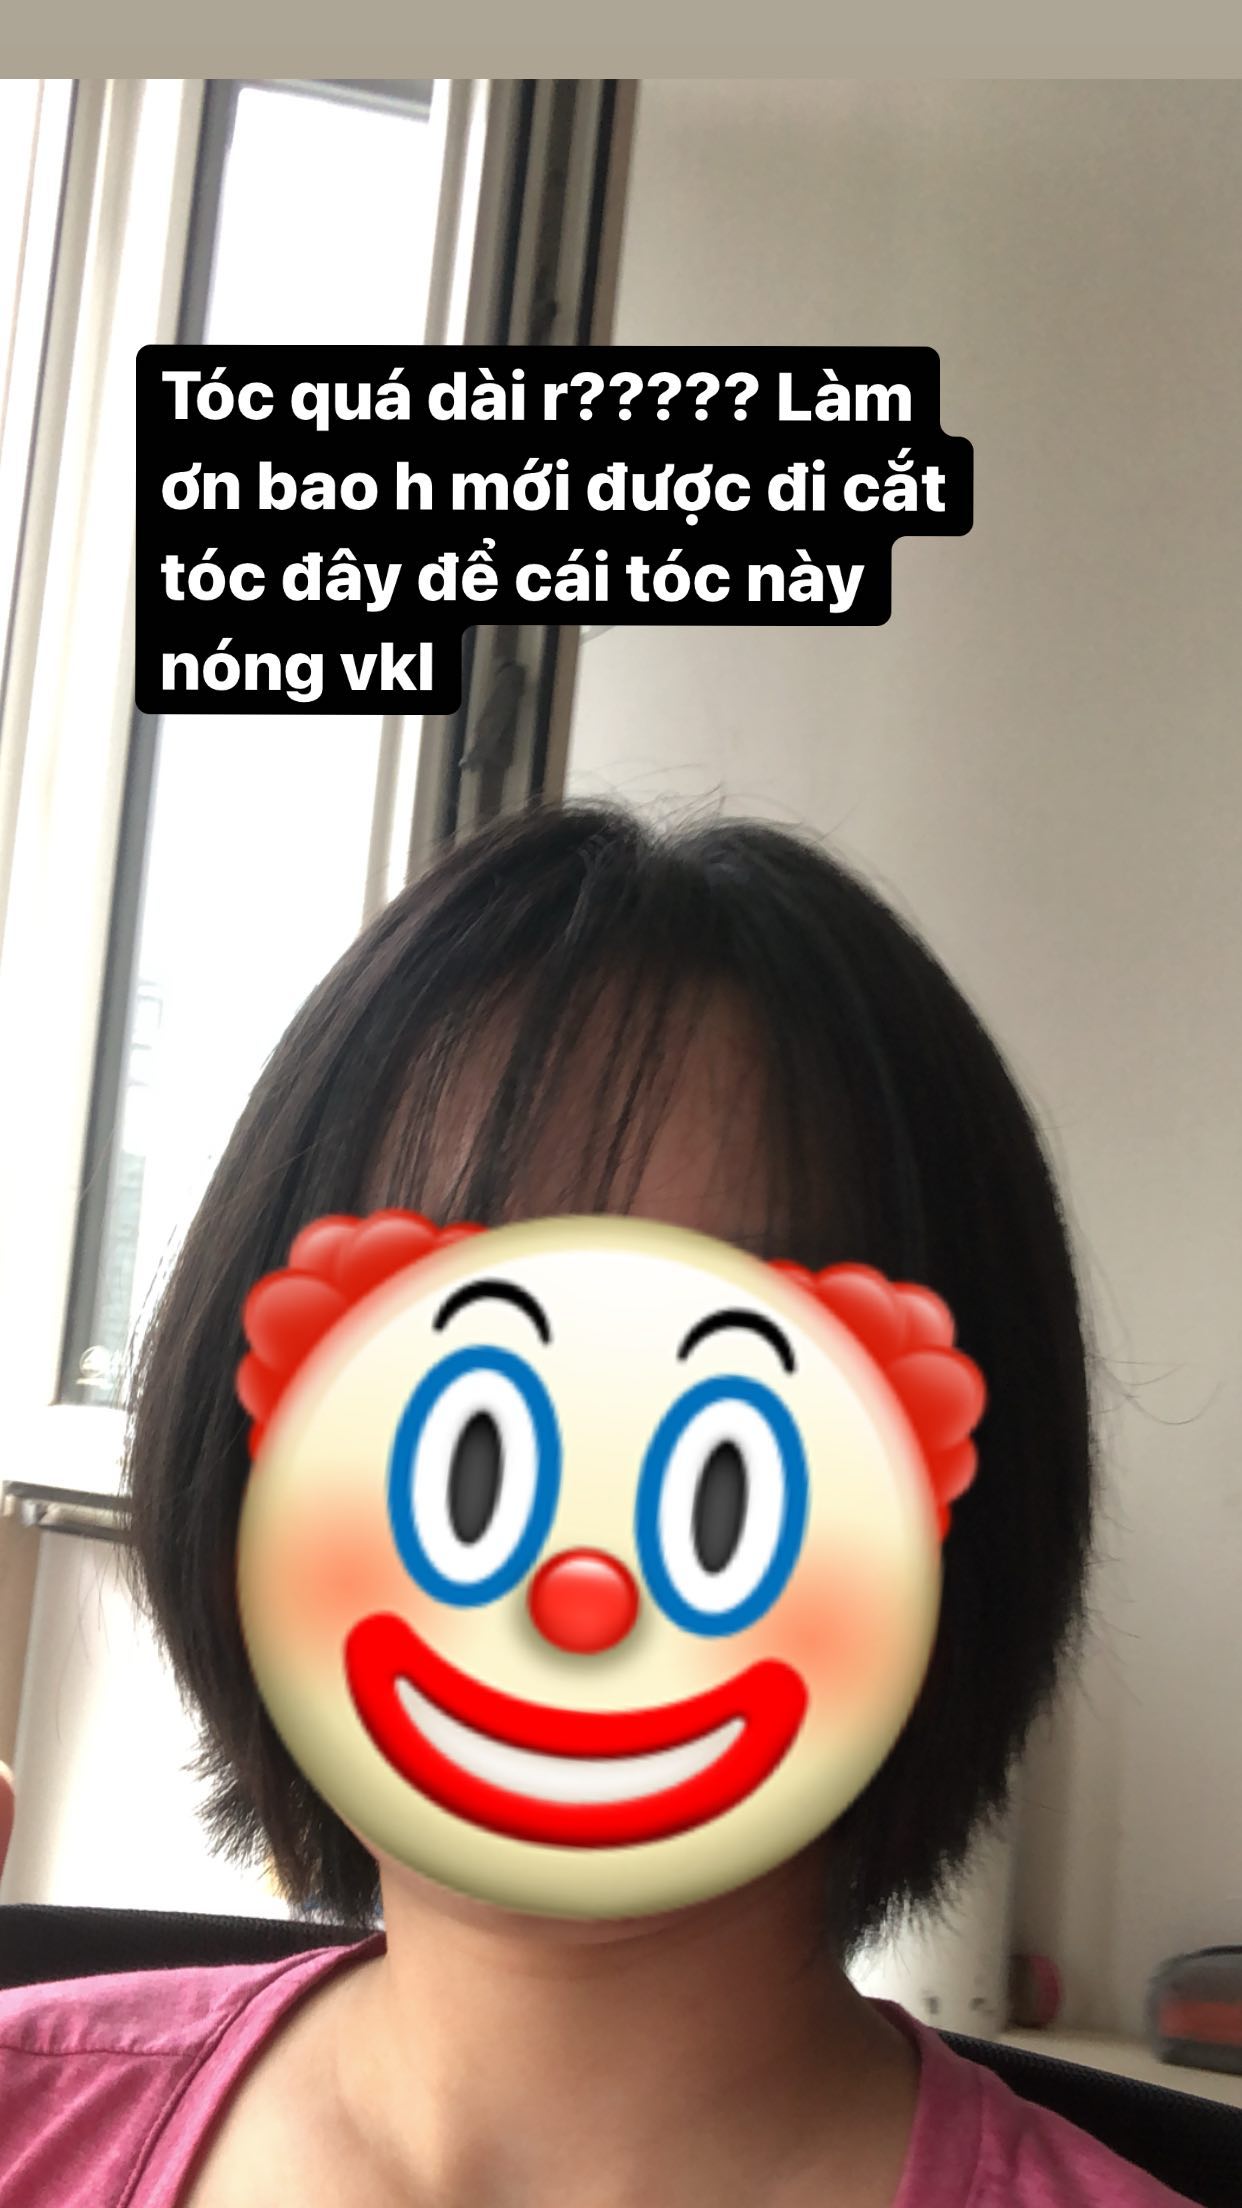 Tóc quá dài r????? Làm
ơn bao h mới được đi cắt
tóc đây để cái tóc này
nóng vkl